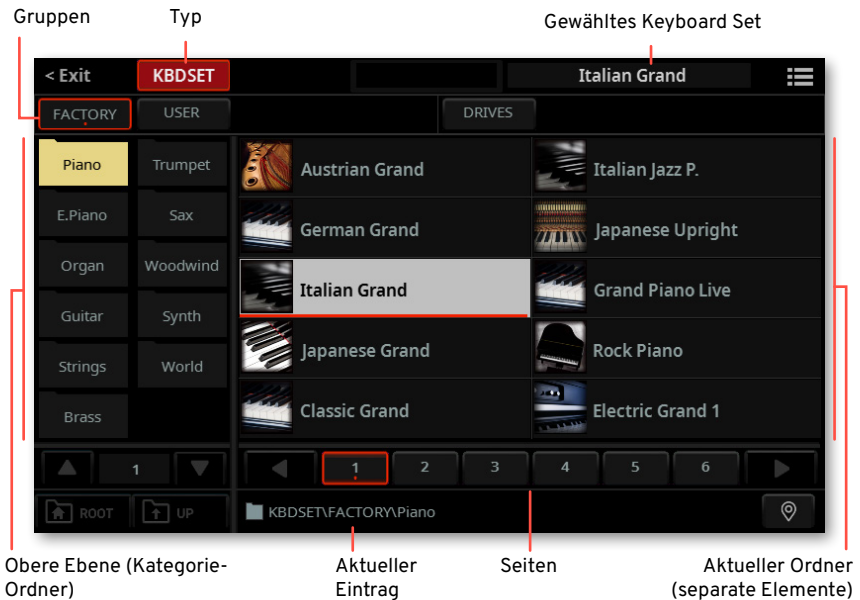 Gruppen
Typ
Gewähltes Keyboard Set
< Exit
KBDSET
Italian Grand
FACTORY
USER
DRIVES
Piano
Trumpet
E.Piano
Sax
Organ
Woodwind
Guitar
Synth
Strings
World
Brass
Austrian Grand
Italian Jazz P.
German Grand
Japanese Upright
Italian Grand
Grand Piano Live
Japanese Grand
Rock Piano
Classic Grand
Electric Grand 1
1
1
2
3
4
5
6
ROOT
UP
KBDSET\FACTORY\Piano
Obere Ebene (Kategorie-
Ordner)
Aktueller
Eintrag
Seiten
Aktueller Ordner
(separate Elemente)